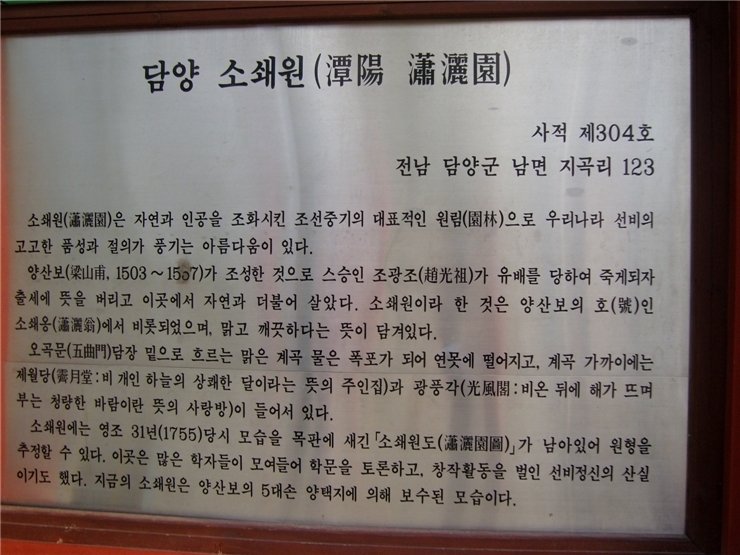 담양 소쇄원(潭陽 瀟灑園)
사적 제304호
전남 담양군 남면 지곡리 123
소쇄원(瀟灑園)은 자연과 인공을 조화시킨 조선중기의 대표적인 원림(園林)으로 우리나라 선비의
고고한 품성과 절의가 풍기는 아름다움이 있다.
양산보(梁山甫, 1503~1557)가 조성한 것으로 스승인 조광조(趙光祖)가 유배를 당하여 죽게되자
출세에 뜻을 버리고 이곳에서 자연과 더불어 살았다. 소쇄원이라 한 것은 양산보의 호(號)인
소쇄옹(瀟灑翁)에서 비롯되었으며, 맑고 깨끗하다는 뜻이 담겨있다.
오곡문(五曲門)담장 밑으로 흐르는 맑은 계곡 물은 폭포가 되어 연못에 떨어지고, 계곡 가까이에는
제월당(霽月堂:비 개인 하늘의 상쾌한 달이라는 뜻의 주인집)과 광풍각(光風閣:비온 뒤에 해가 뜨며
부는 청량한 바람이란 뜻의 사랑방)이 들어서 있다.
소쇄원에는 영조 31년(1755)당시 모습을 목판에 새긴「소쇄원도(瀟灑園圖)」가 남아있어 원형을
추정할 수 있다. 이곳은 많은 학자들이 모여들어 학문을 토론하고, 창작활동을 벌인 선비정신의 산실
이기도 했다. 지금의 소쇄원은 양산보의 5대손 양택지에 의해 보수된 모습이다.